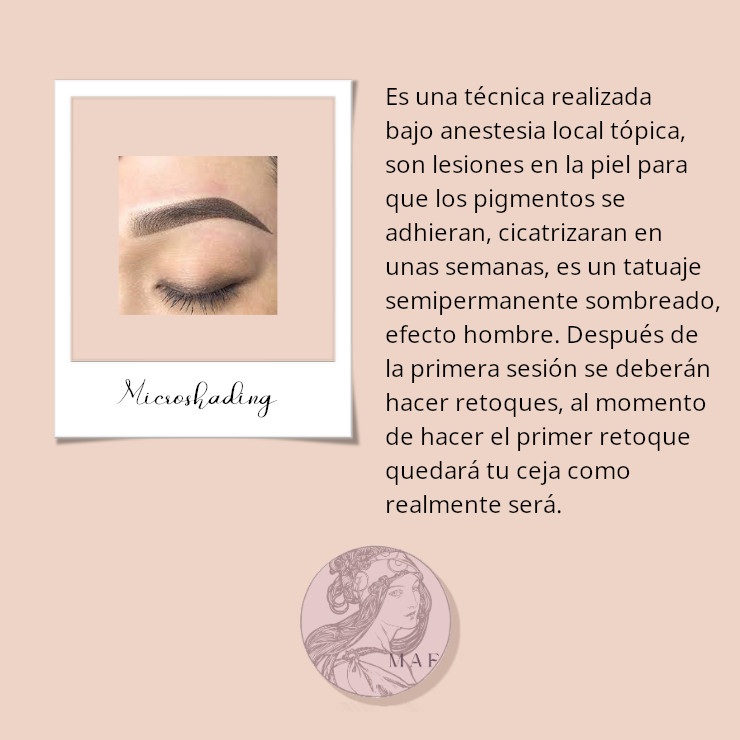 Es una técnica realizada
bajo anestesia local tópica,
son lesiones en la piel para
que los pigmentos se
adhieran, cicatrizaran en
unas semanas, es un tatuaje
semipermanente sombreado,
efecto hombre. Después de
la primera sesión se deberán
hacer retoques, al momento
de hacer el primer retoque
quedará tu ceja como
realmente será.
Microshading
MAE